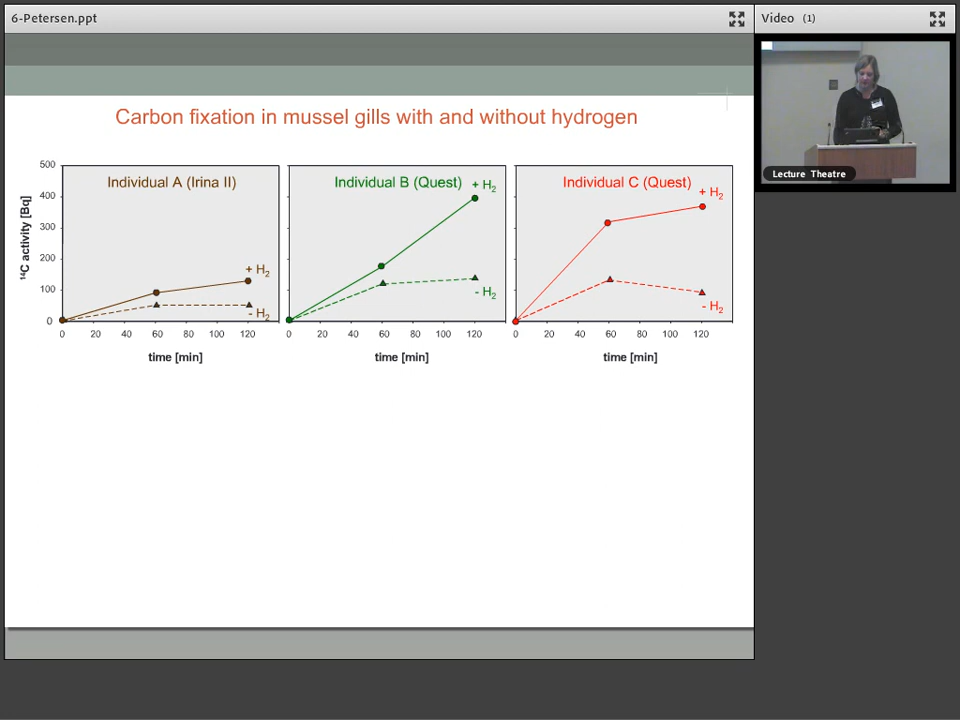 6-Petersen.ppt
Video (1)
Lecture Theatre
Carbon fixation in mussel gills with and without hydrogen
¹⁴C activity [Bq]
500
400
300
200
100
0
Individual A (Irina II)
+ H₂
- H₂
0 20 40 60 80 100 120
time [min]
Individual B (Quest)
+ H₂
- H₂
0 20 40 60 80 100 120
time [min]
Individual C (Quest)
+ H₂
- H₂
0 20 40 60 80 100 120
time [min]